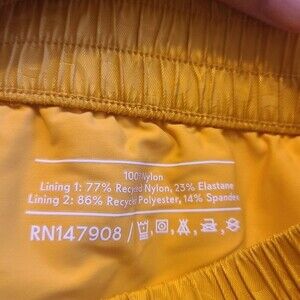 100% Nylon
Lining 1: 77% Recycled Nylon, 23% Elastane
Lining 2: 86% Recycled Polyester, 14% Spandex
RN147908 /